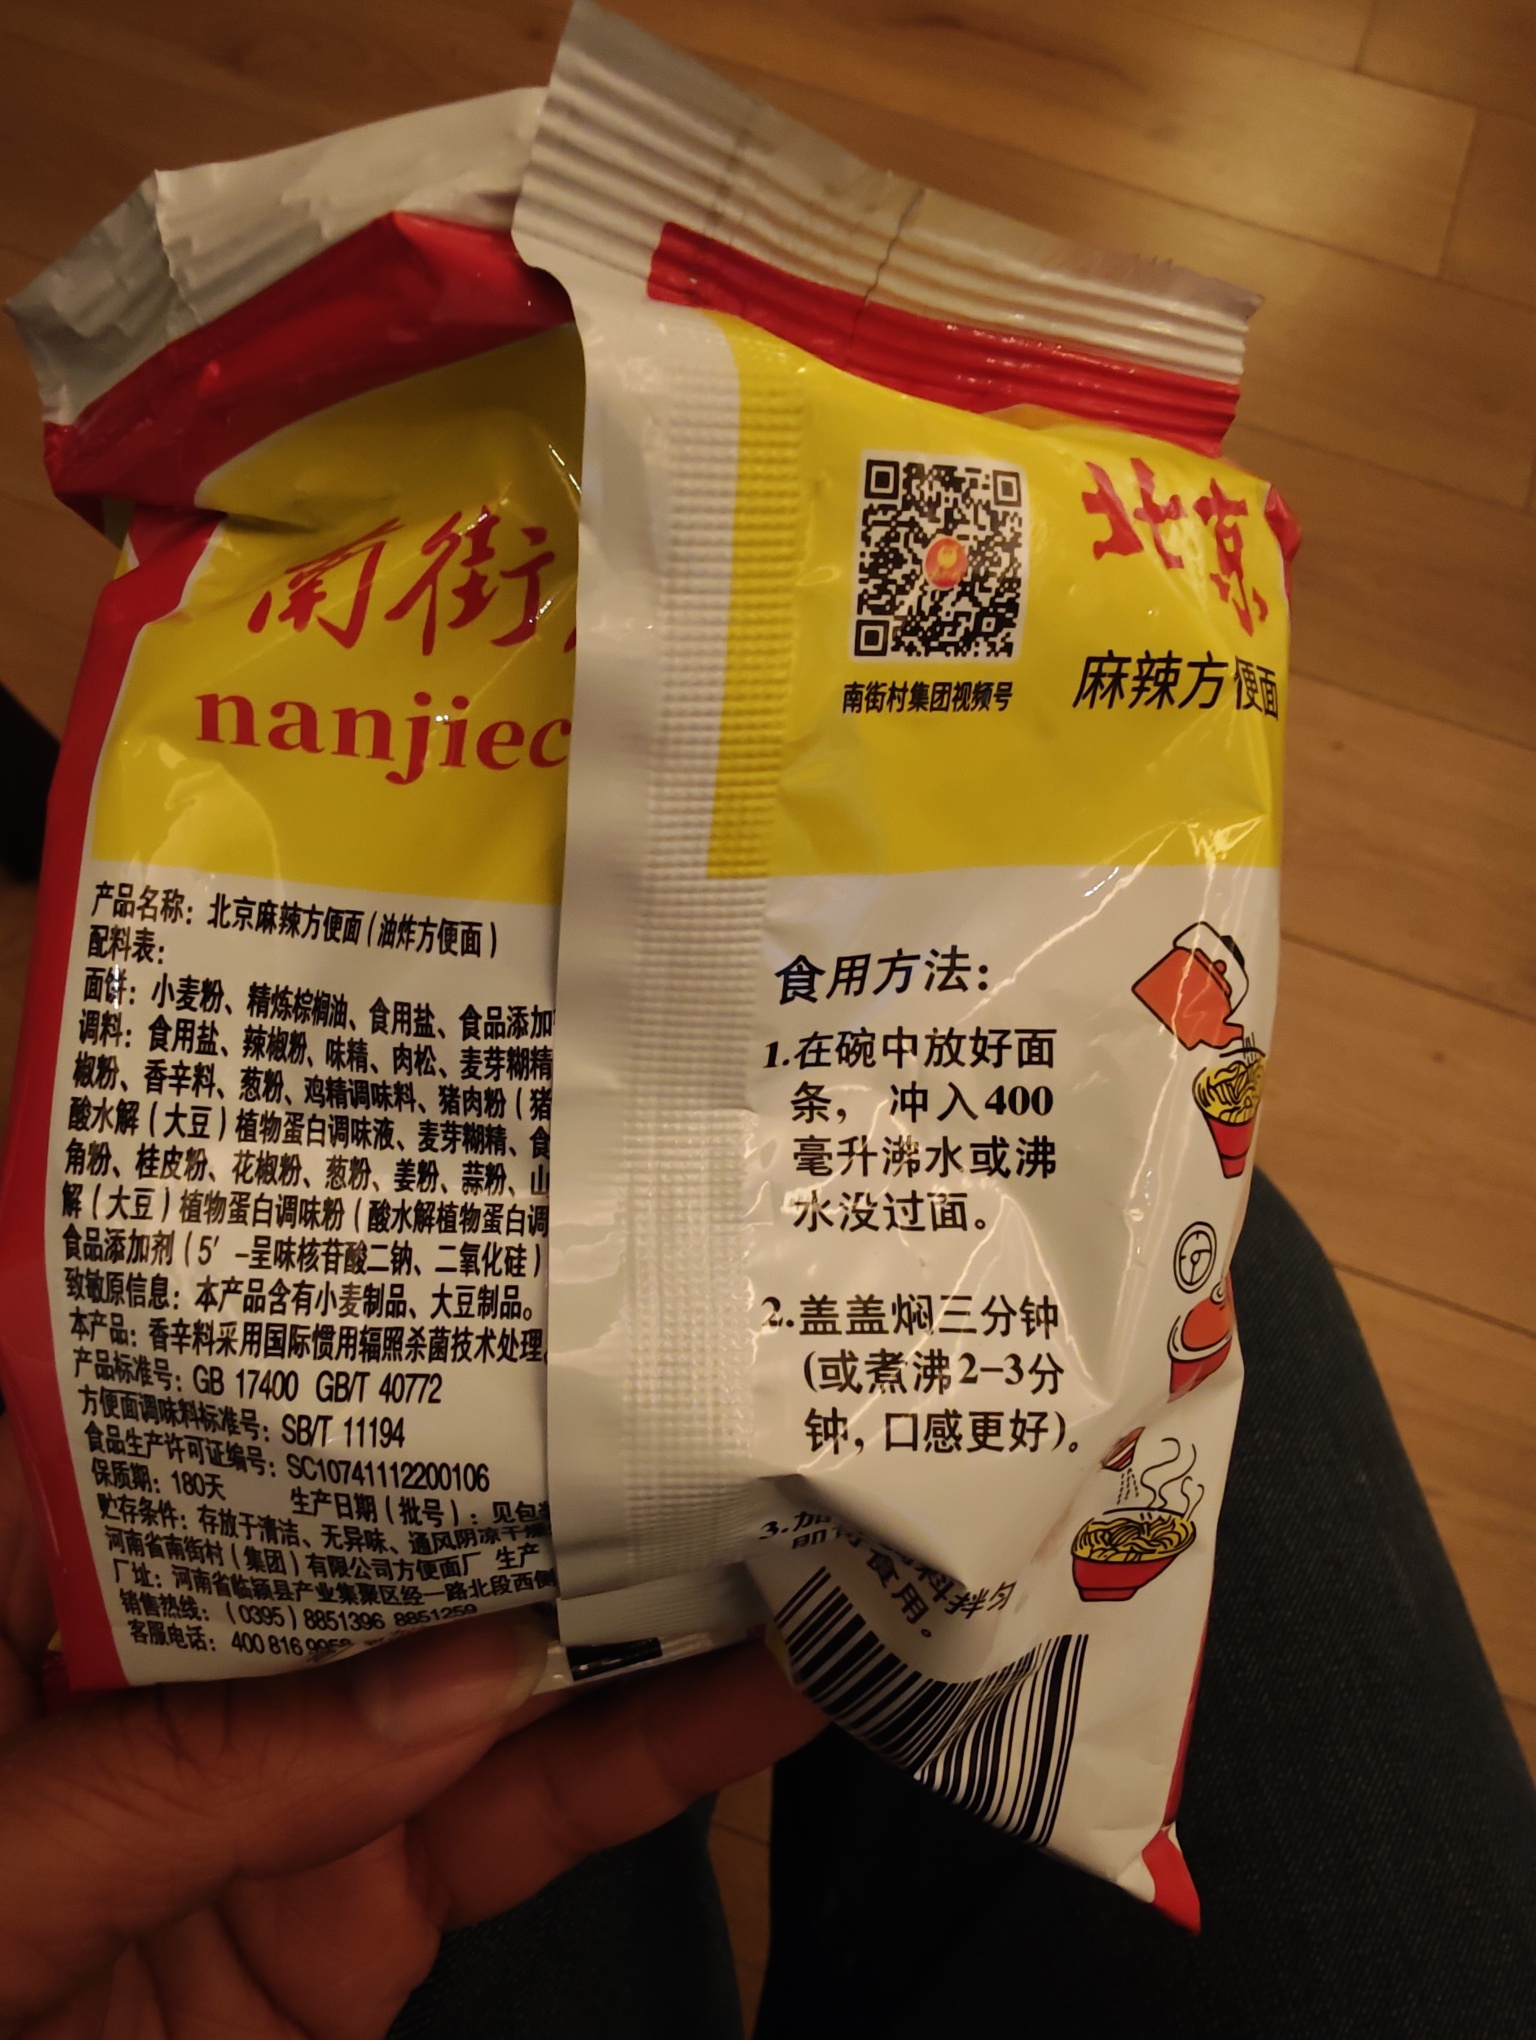 南街
nanjiec
产品名称：北京麻辣方便面(油炸方便面)
配料表：
面饼：小麦粉、精炼棕榈油、食用盐、食品添加
调料：食用盐、辣椒粉、味精、肉松、麦芽糊精
椒粉、香辛料、葱粉、鸡精调味料、猪肉粉(猪
酸水解(大豆)植物蛋白调味液、麦芽糊精、食
角粉、桂皮粉、花椒粉、葱粉、姜粉、蒜粉、山
解(大豆)植物蛋白调味粉(酸水解植物蛋白调
食品添加剂(5′-呈味核苷酸二钠、二氧化硅)
致敏原信息：本产品含有小麦制品、大豆制品。
本产品：香辛料采用国际惯用辐照杀菌技术处理。
产品标准号：GB 17400 GB/T 40772
方便面调味料标准号：SB/T 11194
食品生产许可证编号：SC10741112200106
保质期：180天 生产日期(批号)：见包装
贮存条件：存放于清洁、无异味、通风阴凉干燥
河南省南街村(集团)有限公司方便面厂 生产
厂址：河南省临颍县产业集聚区经一路北段西侧
销售热线：(0395)8851396 8851259
客服电话：400 816
南街村集团视频号
北京
麻辣方便面
食用方法：
1.在碗中放好面
条，冲入400
毫升沸水或沸
水没过面。
2.盖盖焖三分钟
(或煮沸2-3分
钟，口感更好)。
3.加 料拌匀
即可食用。